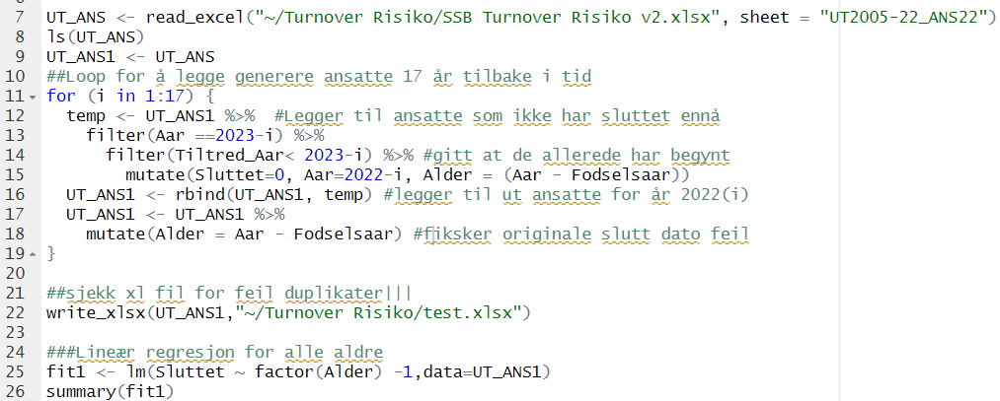 6
7 UT_ANS <- read_excel("~/Turnover Risiko/SSB Turnover Risiko v2.xlsx", sheet = "UT2005-22_ANS22")
8 ls(UT_ANS)
9 UT_ANS1 <- UT_ANS
10 ##Loop for å legge generere ansatte 17 år tilbake i tid
11 for (i in 1:17) {
12 temp <- UT_ANS1 %>% #Legger til ansatte som ikke har sluttet ennå
13 filter(Aar ==2023-i) %>%
14 filter(Tiltred_Aar< 2023-i) %>% #gitt at de allerede har begynt
15 mutate(Sluttet=0, Aar=2022-i, Alder = (Aar - Fodselsaar))
16 UT_ANS1 <- rbind(UT_ANS1, temp) #legger til ut ansatte for år 2022(i)
17 UT_ANS1 <- UT_ANS1 %>%
18 mutate(Alder = Aar - Fodselsaar) #fiksker originale slutt dato feil
19 }
20
21 ##sjekk xl fil for feil duplikater|||
22 write_xlsx(UT_ANS1,"~/Turnover Risiko/test.xlsx")
23
24 ###Lineær regresjon for alle aldre
25 fit1 <- lm(Sluttet ~ factor(Alder) -1,data=UT_ANS1)
26 summary(fit1)